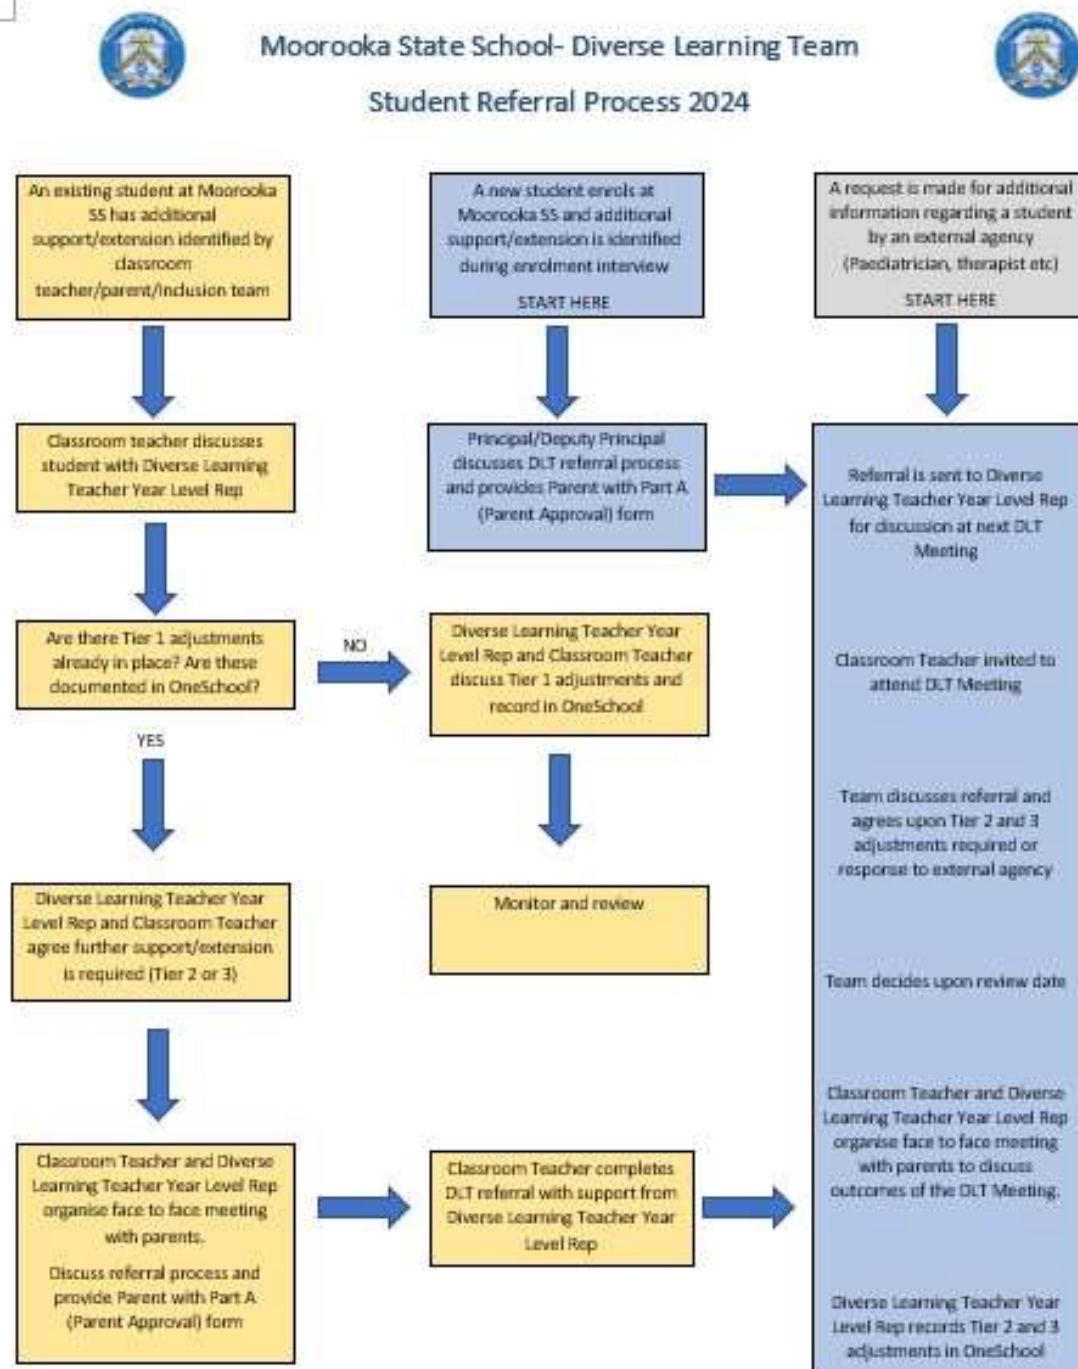 Moorooka State School- Diverse Learning Team
Student Referral Process 2024
An existing student at Moorooka
SS has additional
support/extension identified by
classroom
teacher/parent/Inclusion team
A new student enrols at
Moorooka SS and additional
support/extension is identified
during enrolment interview
START HERE
A request is made for additional
information regarding a student
by an external agency
(Paediatrician, therapist etc)
START HERE
Classroom teacher discusses
student with Diverse Learning
Teacher Year Level Rep
Principal/Deputy Principal
discusses DLT referral process
and provides Parent with Part A
(Parent Approval) form
Referral is sent to Diverse
Learning Teacher Year Level Rep
for discussion at next DLT
Meeting
Are there Tier 1 adjustments
already in place? Are these
documented in OneSchool?
NO
Diverse Learning Teacher Year
Level Rep and Classroom Teacher
discuss Tier 1 adjustments and
record in OneSchool
Classroom Teacher invited to
attend DLT Meeting
YES
Team discusses referral and
agrees upon Tier 2 and 3
adjustments required or
response to external agency
Diverse Learning Teacher Year
Level Rep and Classroom Teacher
agree further support/extension
is required (Tier 2 or 3)
Monitor and review
Team decides upon review date
Classroom Teacher and Diverse
Learning Teacher Year Level Rep
organise face to face meeting
with parents.
Discuss referral process and
provide Parent with Part A
(Parent Approval) form
Classroom Teacher completes
DLT referral with support from
Diverse Learning Teacher Year
Level Rep
Classroom Teacher and Diverse
Learning Teacher Year Level Rep
organise face to face meeting
with parents to discuss
outcomes of the DLT Meeting.
Diverse Learning Teacher Year
Level Rep records Tier 2 and 3
adjustments in OneSchool